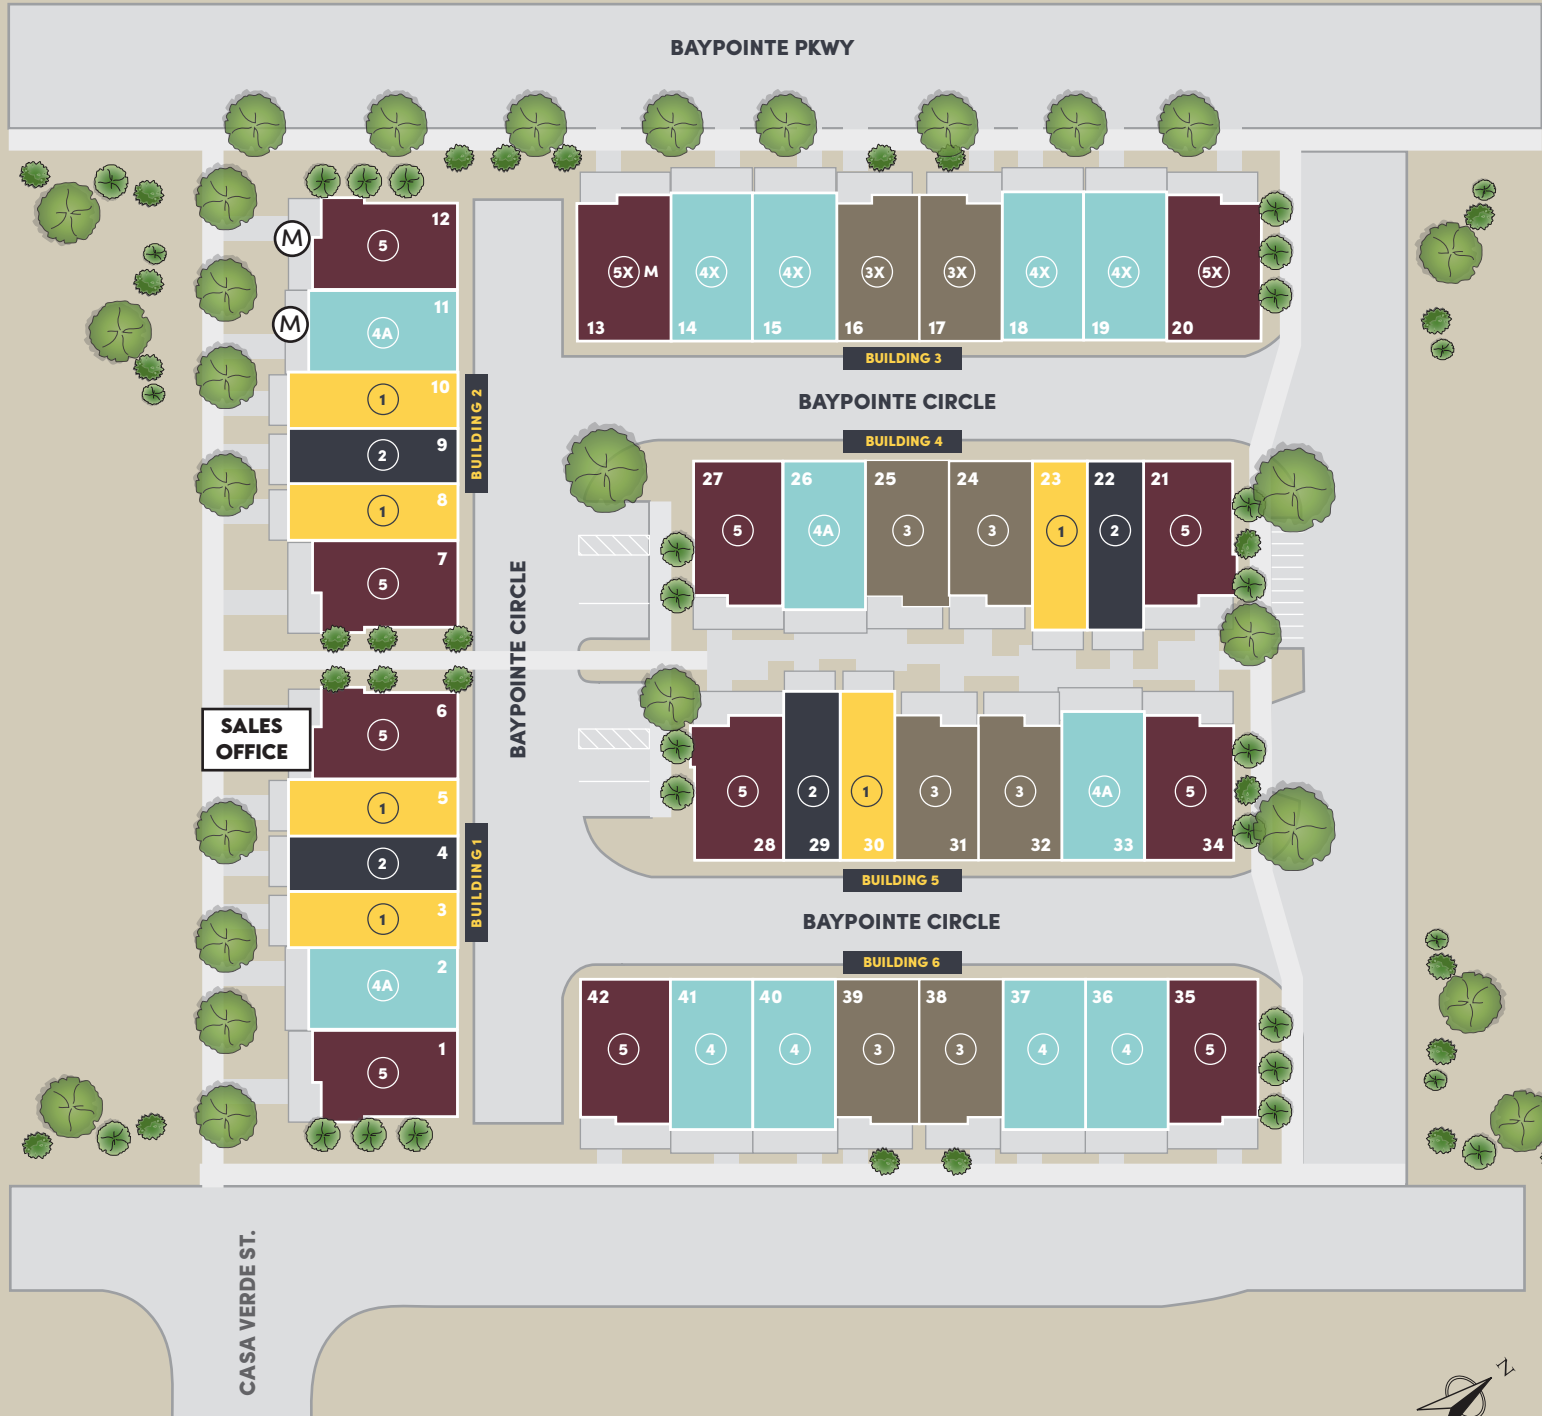 BAYPOINTE PKWY
12
5
M
11
4A
M
10
1
9
2
8
1
7
5
BUILDING 2
5X M
13
4X
14
4X
15
3X
16
3X
17
4X
18
4X
19
5X
20
BUILDING 3
BAYPOINTE CIRCLE
BUILDING 4
27
5
26
4A
25
3
24
3
23
1
22
2
21
5
BAYPOINTE CIRCLE
SALES
OFFICE
6
5
5
1
4
2
3
1
2
4A
1
5
BUILDING 1
5
28
2
29
1
30
3
31
3
32
4A
33
5
34
BUILDING 5
BAYPOINTE CIRCLE
BUILDING 6
42
5
41
4
40
4
39
3
38
3
37
4
36
4
35
5
CASA VERDE ST.
N